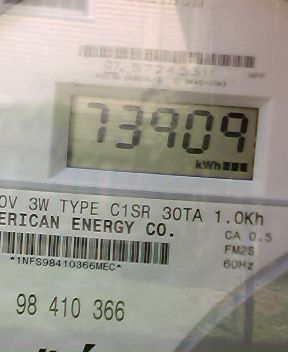 73909
kWh
0V 3W TYPE C1SR 30TA 1.0Kh
ERICAN ENERGY CO.
CA 0.5
FM2S
*1NFS98410366MEC*
60Hz
98 410 366